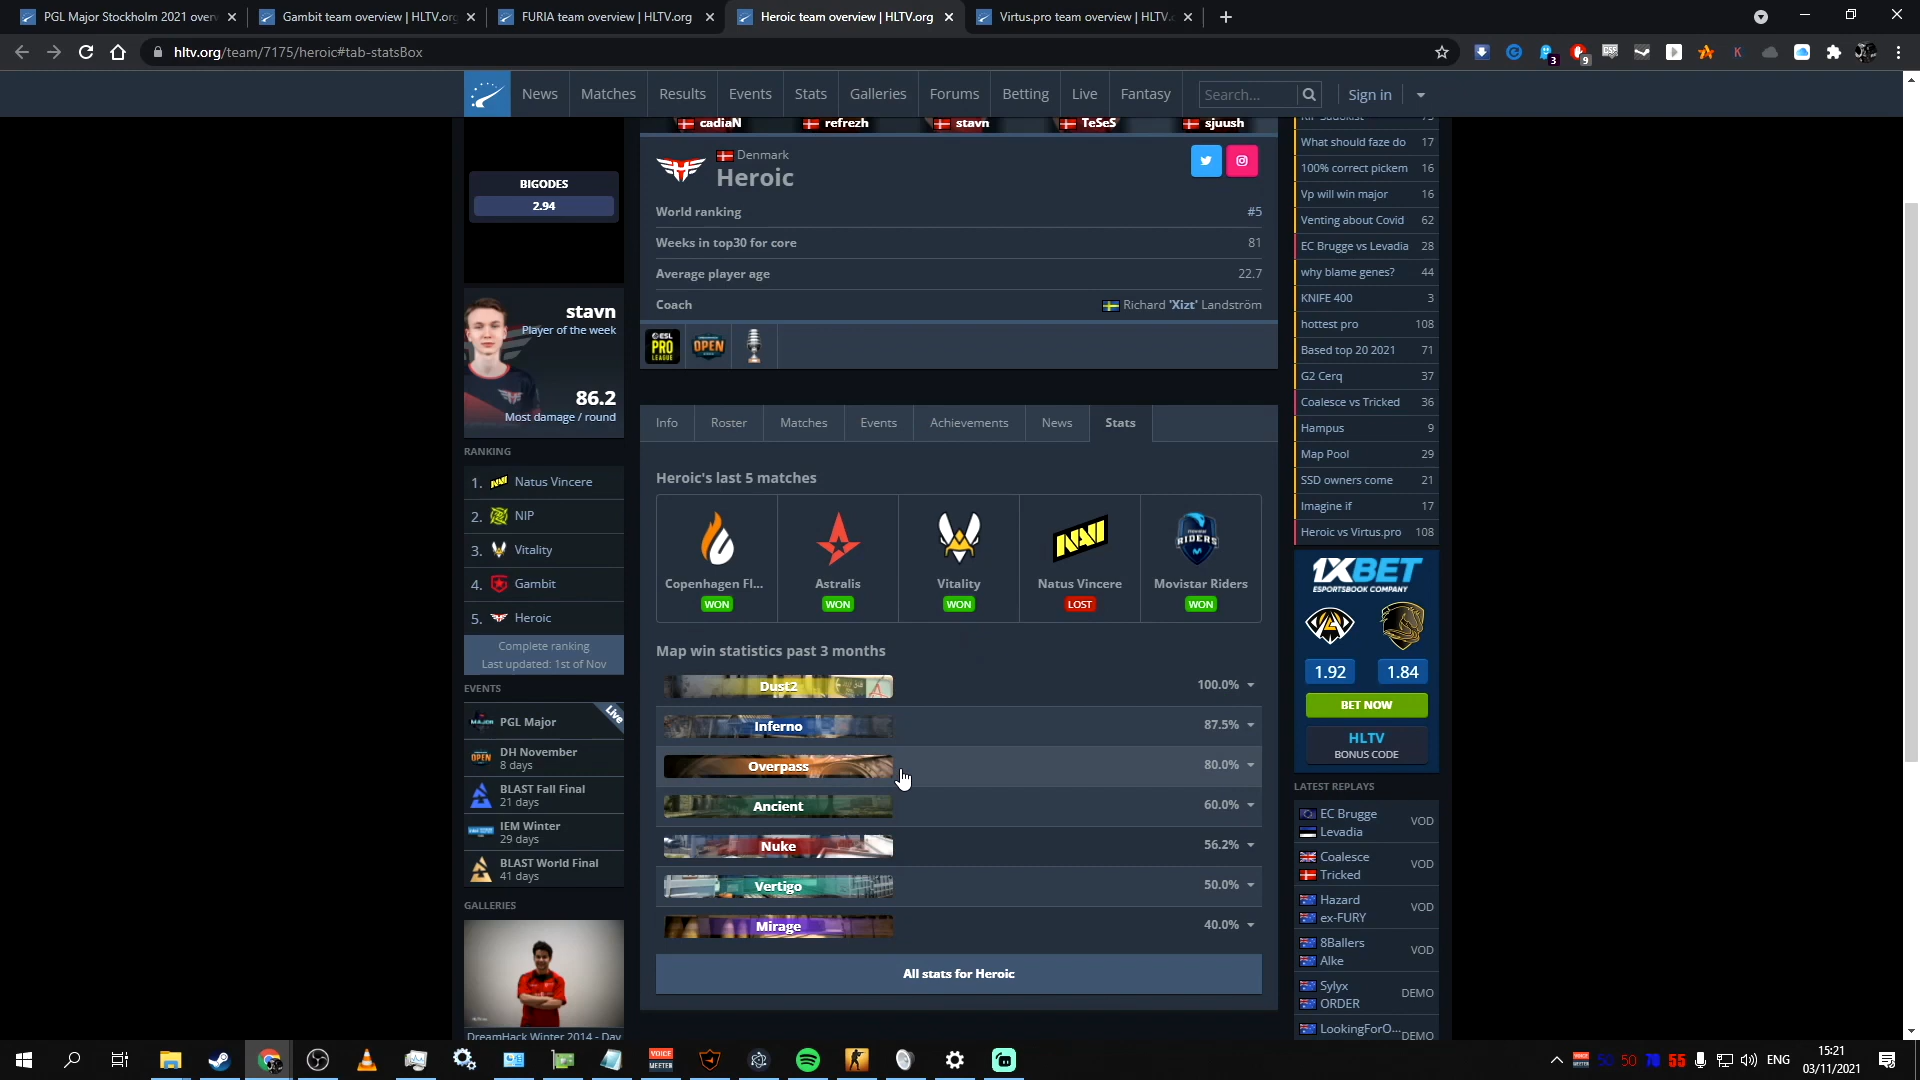 PGL Major Stockholm 2021 over
Gambit team overview | HLTV.org
FURIA team overview | HLTV.org
Heroic team overview | HLTV.org
Virtus.pro team overview | HLTV.
hltv.org/team/7175/heroic#tab-statsBox
3
9
News
Matches
Results
Events
Stats
Galleries
Forums
Betting
Live
Fantasy
Search...
Sign in
cadiaN
refrezh
stavn
TeSeS
sjuush
Denmark
Heroic
World ranking #5
Weeks in top30 for core 81
Average player age 22.7
Coach Richard 'Xizt' Landström
ESL PRO LEAGUE
OPEN
Info
Roster
Matches
Events
Achievements
News
Stats
Heroic's last 5 matches
Copenhagen Fl...
WON
Astralis
WON
Vitality
WON
NAVI
Natus Vincere
LOST
RIDERS
Movistar Riders
WON
Map win statistics past 3 months
Dust2 100.0%
Inferno 87.5%
Overpass 80.0%
Ancient 60.0%
Nuke 56.2%
Vertigo 50.0%
Mirage 40.0%
All stats for Heroic
BIGODES
2.94
stavn
Player of the week
86.2
Most damage / round
RANKING
1. Natus Vincere
2. NIP
3. Vitality
4. Gambit
5. Heroic
Complete ranking
Last updated: 1st of Nov
EVENTS
PGL Major
Live
DH November
8 days
BLAST Fall Final
21 days
IEM Winter
29 days
BLAST World Final
41 days
GALLERIES
DreamHack Winter 2014 - Day
What should faze do 17
100% correct pickem 16
Vp will win major 16
Venting about Covid 62
EC Brugge vs Levadia 28
why blame genes? 44
KNIFE 400 3
hottest pro 108
Based top 20 2021 71
G2 Cerq 37
Coalesce vs Tricked 36
Hampus 9
Map Pool 29
SSD owners come 21
Imagine if 17
Heroic vs Virtus.pro 108
1XBET
ESPORTSBOOK COMPANY
1.92
1.84
BET NOW
HLTV
BONUS CODE
LATEST REPLAYS
EC Brugge
Levadia
VOD
Coalesce
Tricked
VOD
Hazard
ex-FURY
VOD
8Ballers
Alke
VOD
Sylyx
ORDER
DEMO
LookingForO...
DEMO
VOICE
MEETER
50
55
ENG
15:21
03/11/2021